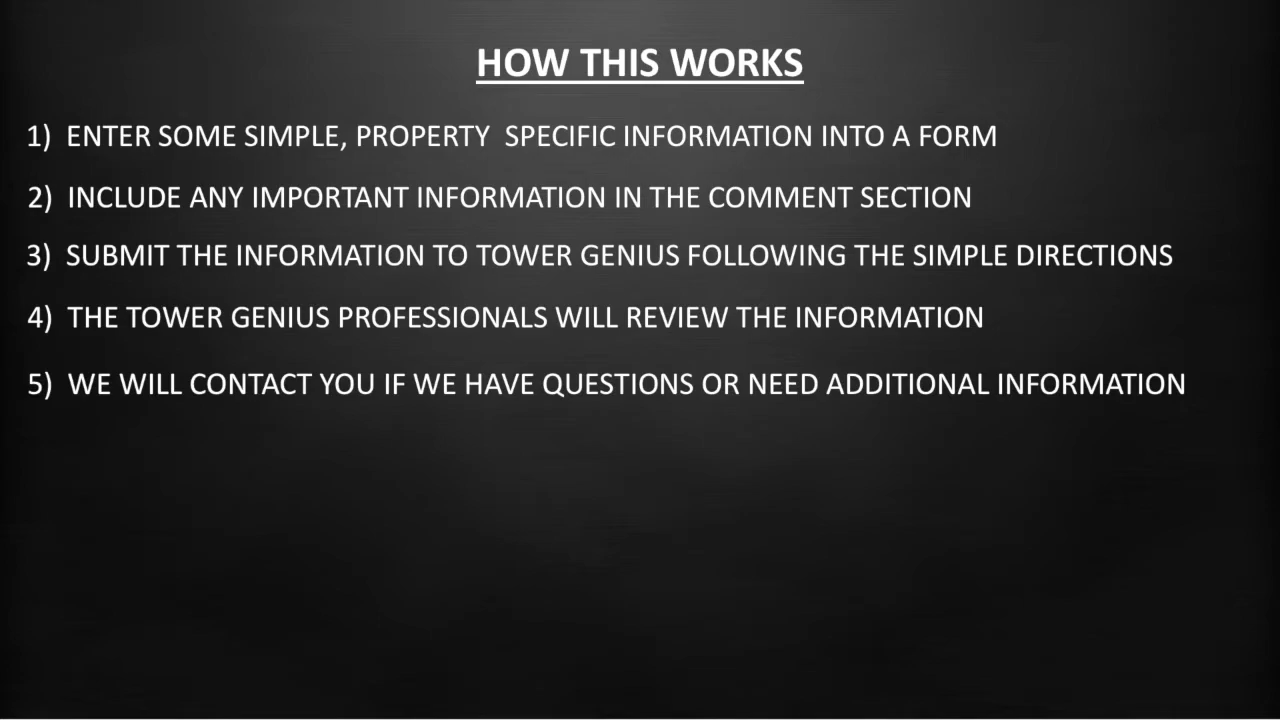 HOW THIS WORKS
1) ENTER SOME SIMPLE, PROPERTY SPECIFIC INFORMATION INTO A FORM
2) INCLUDE ANY IMPORTANT INFORMATION IN THE COMMENT SECTION
3) SUBMIT THE INFORMATION TO TOWER GENIUS FOLLOWING THE SIMPLE DIRECTIONS
4) THE TOWER GENIUS PROFESSIONALS WILL REVIEW THE INFORMATION
5) WE WILL CONTACT YOU IF WE HAVE QUESTIONS OR NEED ADDITIONAL INFORMATION